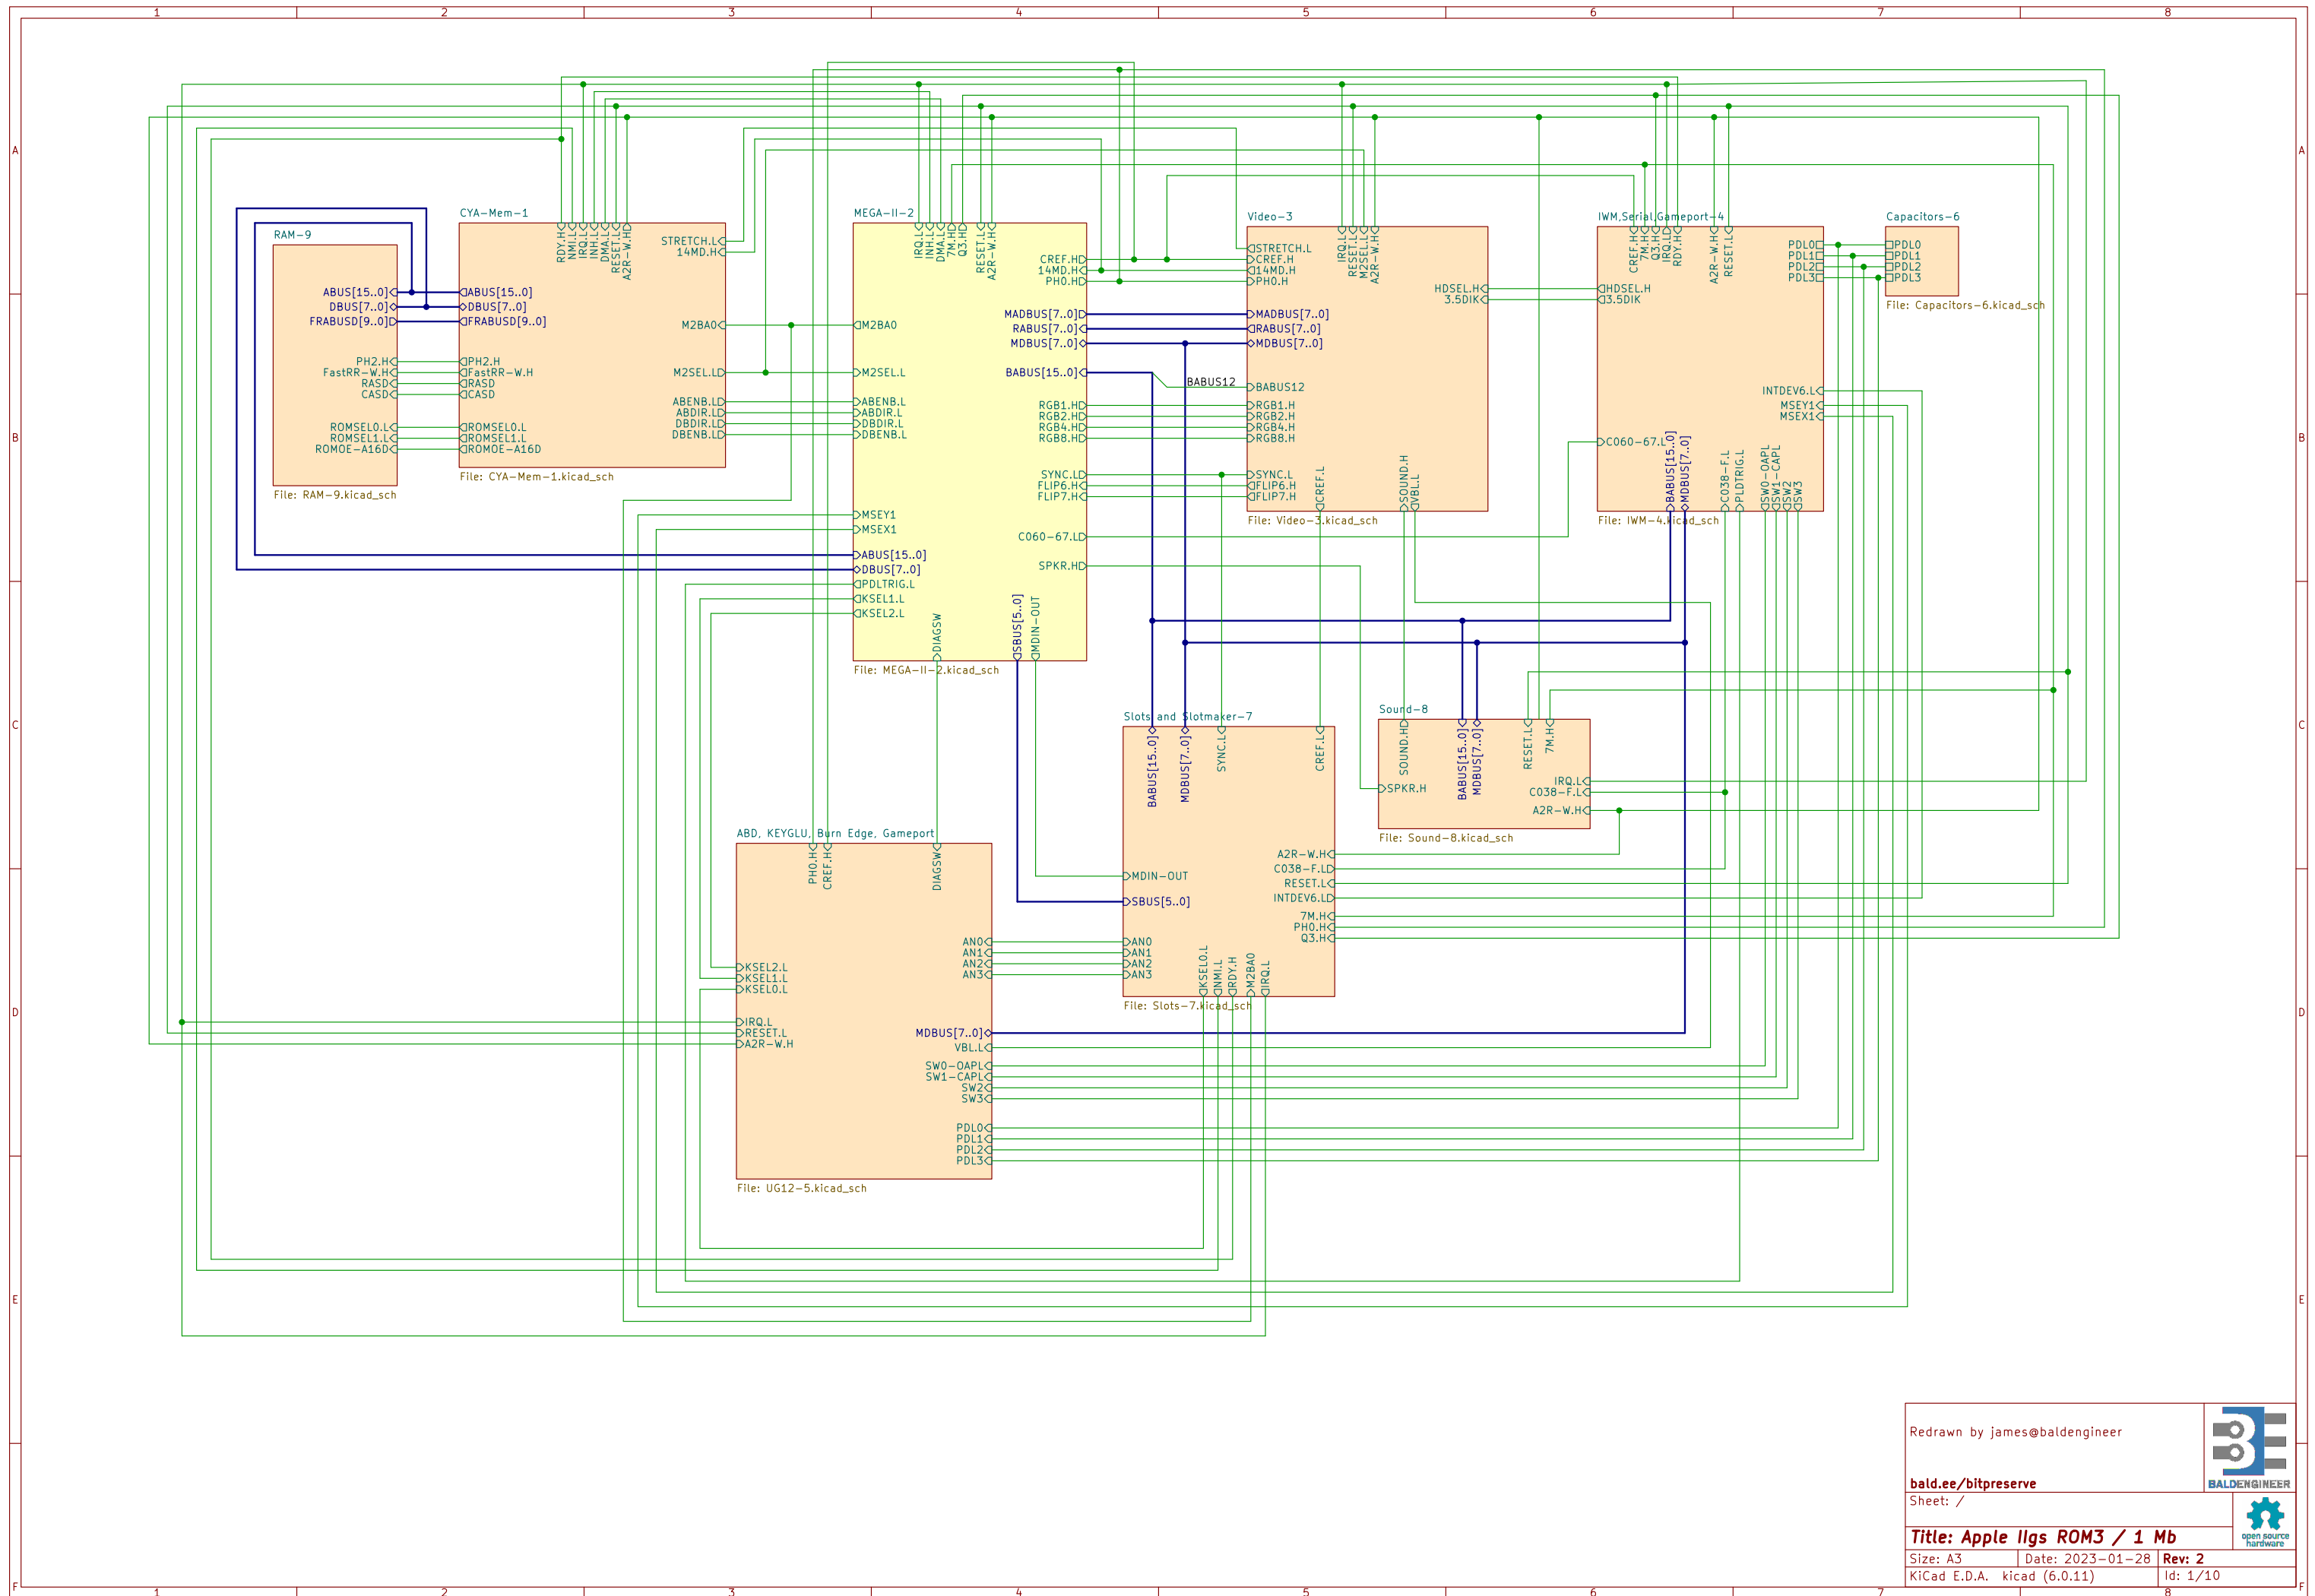 1 2 3 4 5 6 7 8
A A
B B
C C
D D
E E
F F
RAM-9
ABUS[15..0]
DBUS[7..0]
FRABUSD[9..0]
PH2.H
FastRR-W.H
RASD
CASD
ROMSEL0.L
ROMSEL1.L
ROMOE-A16D
File: RAM-9.kicad_sch
CYA-Mem-1
RDY.H
NMI.L
IRQ.L
INH.L
DMA.L
RESET.L
A2R-W.H
STRETCH.L
14MD.H
ABUS[15..0]
DBUS[7..0]
FRABUSD[9..0]
M2BA0
PH2.H
FastRR-W.H
RASD
CASD
M2SEL.L
ABENB.L
ABDIR.L
DBDIR.L
DBENB.L
ROMSEL0.L
ROMSEL1.L
ROMOE-A16D
File: CYA-Mem-1.kicad_sch
MEGA-II-2
IRQ.L
INH.L
DMA.L
7M.H
Q3.H
RESET.L
A2R-W.H
CREF.H
14MD.H
PH0.H
MADBUS[7..0]
RABUS[7..0]
MDBUS[7..0]
BABUS[15..0]
RGB1.H
RGB2.H
RGB4.H
RGB8.H
SYNC.L
FLIP6.H
FLIP7.H
C060-67.L
SPKR.H
M2BA0
M2SEL.L
ABENB.L
ABDIR.L
DBDIR.L
DBENB.L
MSEY1
MSEX1
ABUS[15..0]
DBUS[7..0]
PDLTRIG.L
KSEL1.L
KSEL2.L
DIAGSW
SBUS[5..0]
MDIN-OUT
File: MEGA-II-2.kicad_sch
BABUS12
Video-3
IRQ.L
RESET.L
M2SEL.L
A2R-W.H
STRETCH.L
CREF.H
14MD.H
PH0.H
MADBUS[7..0]
RABUS[7..0]
MDBUS[7..0]
BABUS12
RGB1.H
RGB2.H
RGB4.H
RGB8.H
SYNC.L
FLIP6.H
FLIP7.H
HDSEL.H
3.5DIK
CREF.L
SOUND.H
VBL.L
File: Video-3.kicad_sch
IWM,Serial,Gameport-4
CREF.H
7M.H
Q3.H
IRQ.L
RDY.H
A2R-W.H
RESET.L
PDL0
PDL1
PDL2
PDL3
HDSEL.H
3.5DIK
INTDEV6.L
MSEY1
MSEX1
C060-67.L
BABUS[15..0]
MDBUS[7..0]
C038-F.L
PLDTRIG.L
SW0-OAPL
SW1-CAPL
SW2
SW3
File: IWM-4.kicad_sch
Capacitors-6
PDL0
PDL1
PDL2
PDL3
File: Capacitors-6.kicad_sch
Slots and Slotmaker-7
BABUS[15..0]
MDBUS[7..0]
SYNC.L
CREF.L
MDIN-OUT
SBUS[5..0]
AN0
AN1
AN2
AN3
A2R-W.H
C038-F.L
RESET.L
INTDEV6.L
7M.H
PH0.H
Q3.H
KSEL0.L
NMI.L
RDY.H
M2BA0
IRQ.L
File: Slots-7.kicad_sch
Sound-8
SOUND.H
BABUS[15..0]
MDBUS[7..0]
RESET.L
7M.H
SPKR.H
IRQ.L
C038-F.L
A2R-W.H
File: Sound-8.kicad_sch
ABD, KEYGLU, Burn Edge, Gameport
PH0.H
CREF.H
DIAGSW
AN0
AN1
AN2
AN3
KSEL2.L
KSEL1.L
KSEL0.L
IRQ.L
RESET.L
A2R-W.H
MDBUS[7..0]
VBL.L
SW0-OAPL
SW1-CAPL
SW2
SW3
PDL0
PDL1
PDL2
PDL3
File: UG12-5.kicad_sch
Redrawn by james@baldengineer
bald.ee/bitpreserve
BALDENGINEER
Sheet: /
Title: Apple IIgs ROM3 / 1 Mb
open source
hardware
Size: A3 Date: 2023-01-28 Rev: 2
KiCad E.D.A. kicad (6.0.11) Id: 1/10
1 2 3 4 5 6 7 8